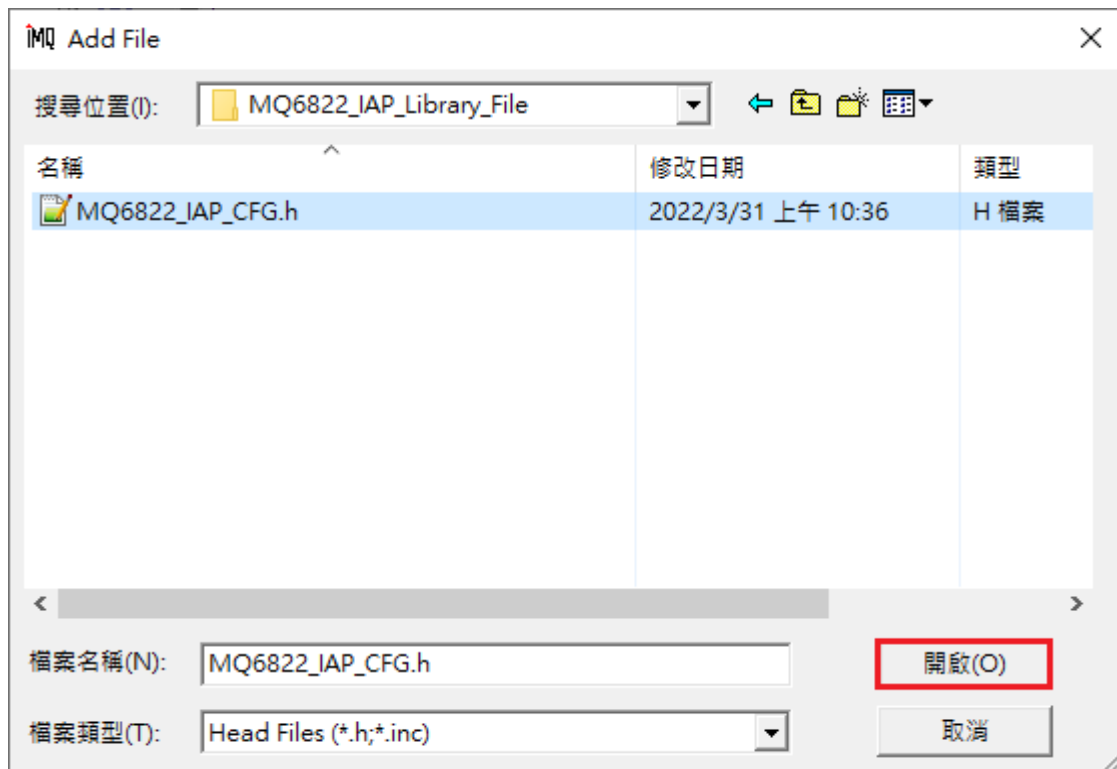 iMQ Add File
搜尋位置(I): MQ6822_IAP_Library_File
名稱 修改日期 類型
MQ6822_IAP_CFG.h 2022/3/31 上午 10:36 H 檔案
檔案名稱(N): MQ6822_IAP_CFG.h 開啟(O)
檔案類型(T): Head Files (*.h;*.inc) 取消